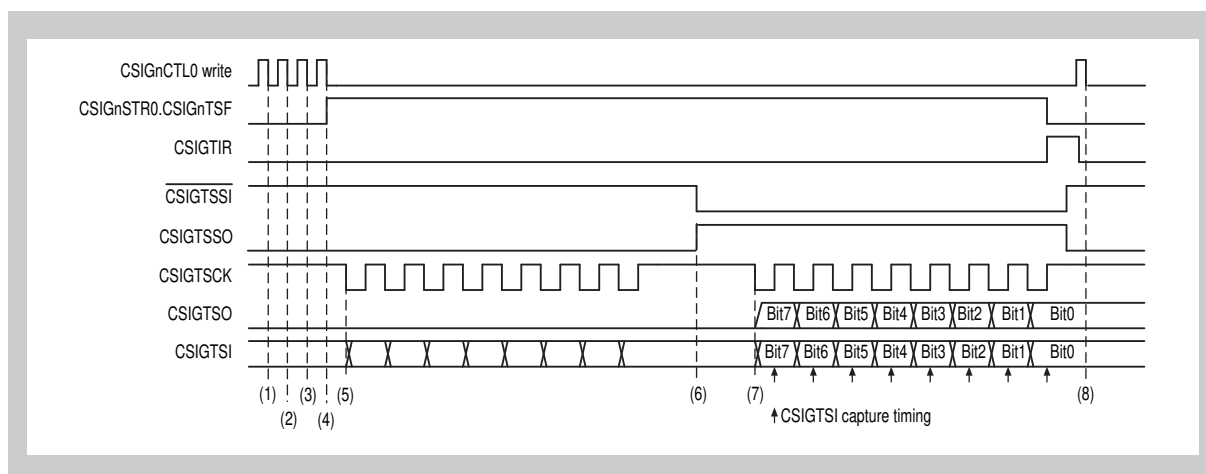 CSIGnCTL0 write
CSIGnSTR0.CSIGnTSF
CSIGTIR
CSIGTSSI
CSIGTSSO
CSIGTSCK
CSIGTSO Bit7 Bit6 Bit5 Bit4 Bit3 Bit2 Bit1 Bit0
CSIGTSI Bit7 Bit6 Bit5 Bit4 Bit3 Bit2 Bit1 Bit0
(1) (3) (5) (6) (7) (8)
(2) (4) CSIGTSI capture timing